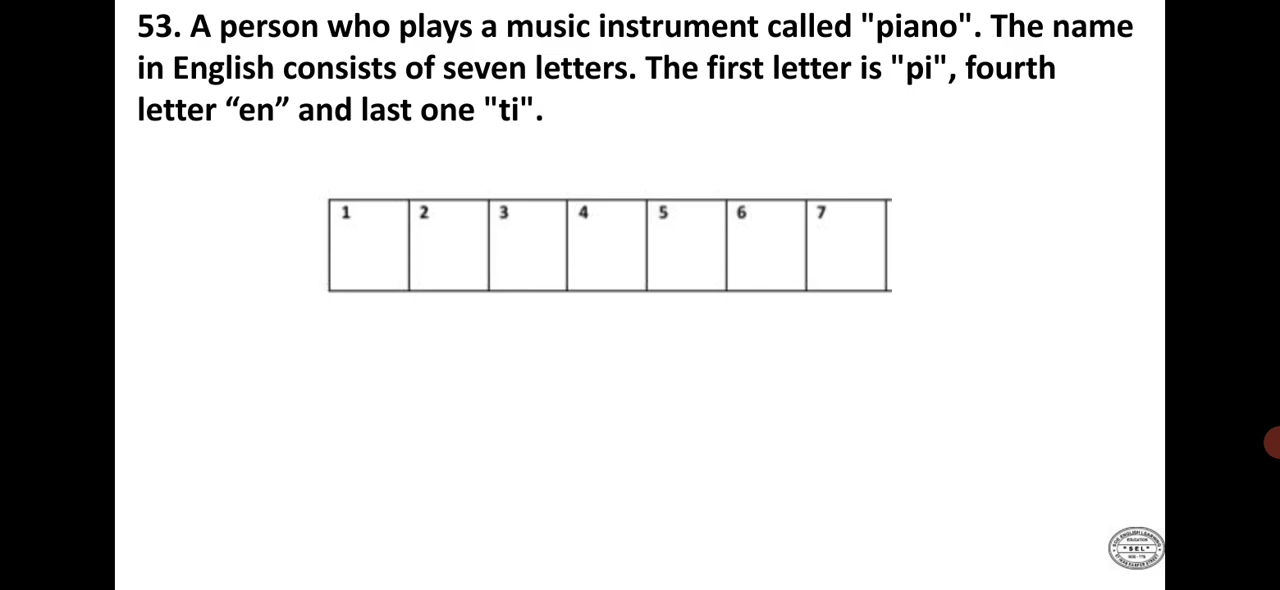 53. A person who plays a music instrument called "piano". The name
in English consists of seven letters. The first letter is "pi", fourth
letter “en” and last one "ti".
1 2 3 4 5 6 7
"SEL"